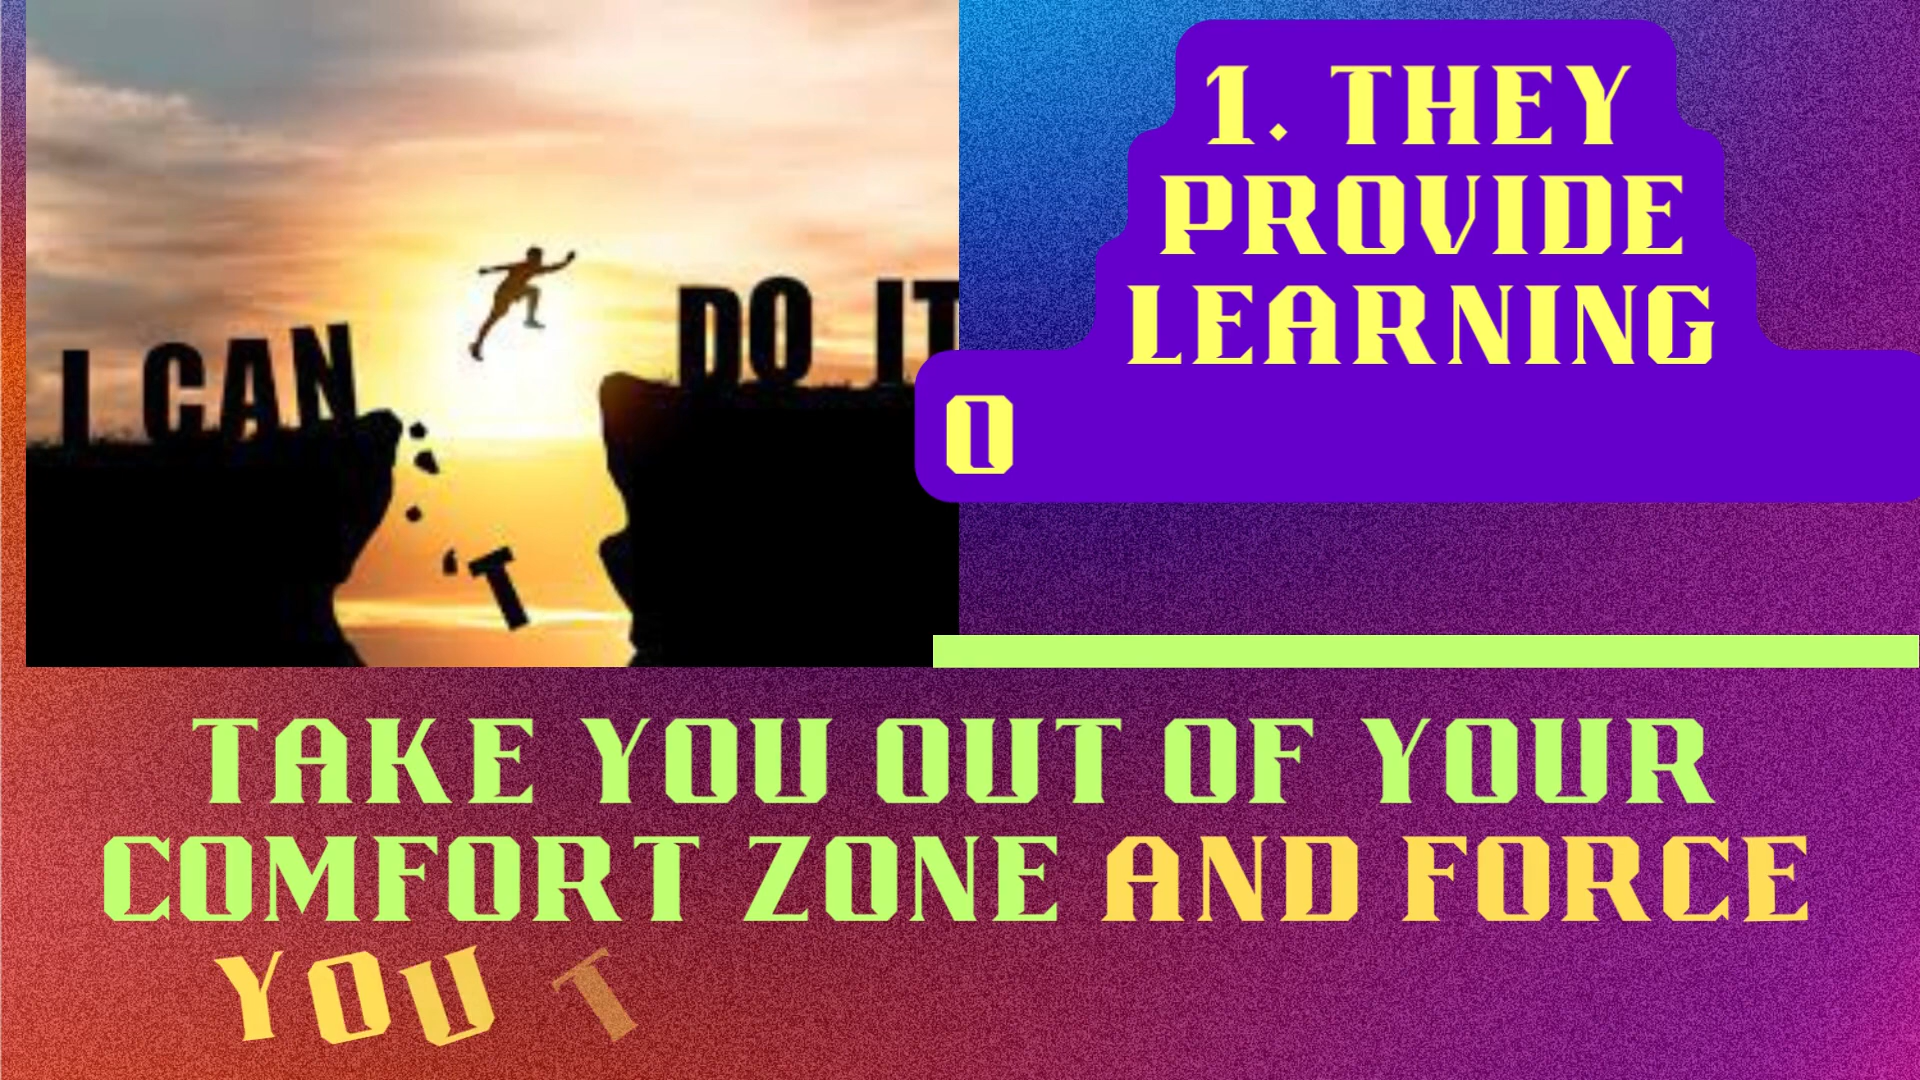 I CAN
DO IT
'T
1. THEY
PROVIDE
LEARNING
O
TAKE YOU OUT OF YOUR
COMFORT ZONE AND FORCE
YOU T